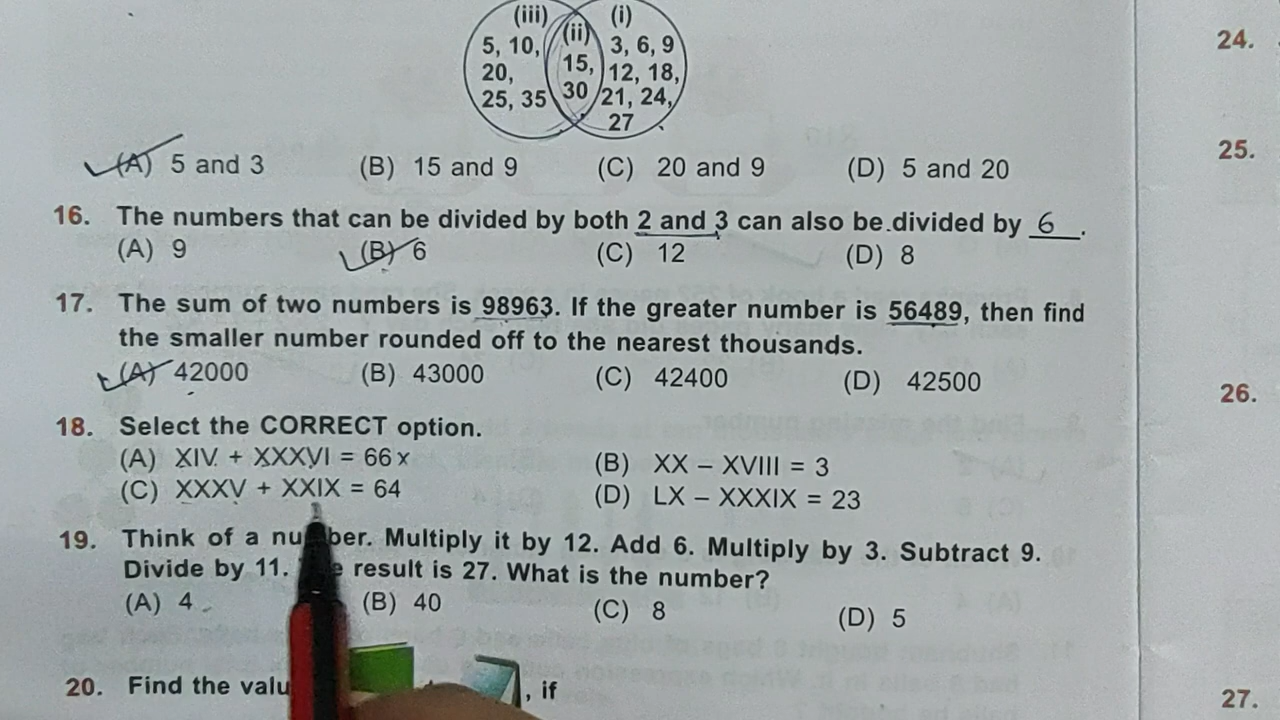 (iii) (ii) (i)
5, 10, 3, 6, 9
20, 15, 12, 18,
25, 35 30 21, 24,
27
(A) 5 and 3 (B) 15 and 9 (C) 20 and 9 (D) 5 and 20
16. The numbers that can be divided by both 2 and 3 can also be divided by 6.
(A) 9 (B) 6 (C) 12 (D) 8
17. The sum of two numbers is 98963. If the greater number is 56489, then find
the smaller number rounded off to the nearest thousands.
(A) 42000 (B) 43000 (C) 42400 (D) 42500
18. Select the CORRECT option.
(A) XIV + XXXVI = 66 x (B) XX – XVIII = 3
(C) XXXV + XXIX = 64 (D) LX – XXXIX = 23
19. Think of a number. Multiply it by 12. Add 6. Multiply by 3. Subtract 9.
Divide by 11. result is 27. What is the number?
(A) 4 (B) 40 (C) 8 (D) 5
20. Find the , if
24.
25.
26.
27.